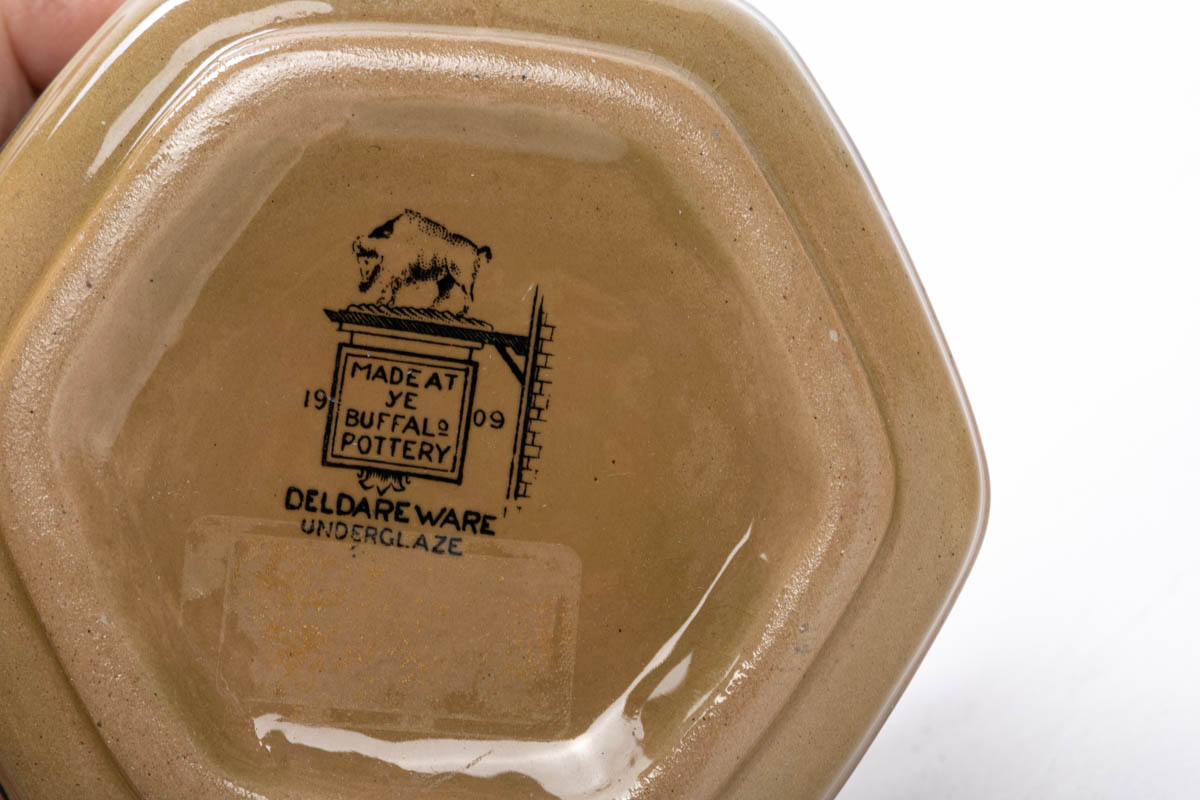 MADE AT
YE
19 BUFFALO 09
POTTERY
DELDARE WARE
UNDERGLAZE